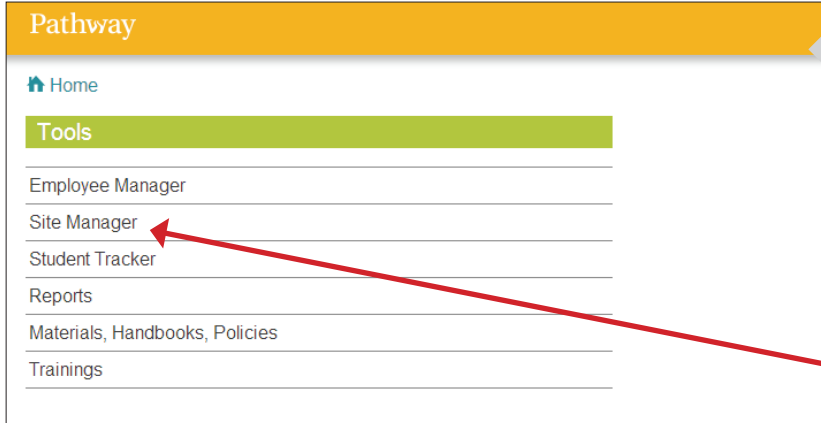 Pathway
Home
Tools
Employee Manager
Site Manager
Student Tracker
Reports
Materials, Handbooks, Policies
Trainings